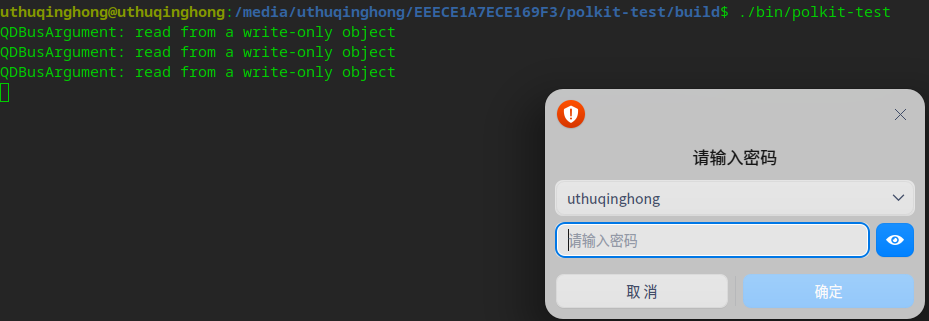 uthuqinghong@uthuqinghong:/media/uthuqinghong/EEECE1A7ECE169F3/polkit-test/build$ ./bin/polkit-test
QDBusArgument: read from a write-only object
QDBusArgument: read from a write-only object
QDBusArgument: read from a write-only object
请输入密码
uthuqinghong
请输入密码
取消
确定